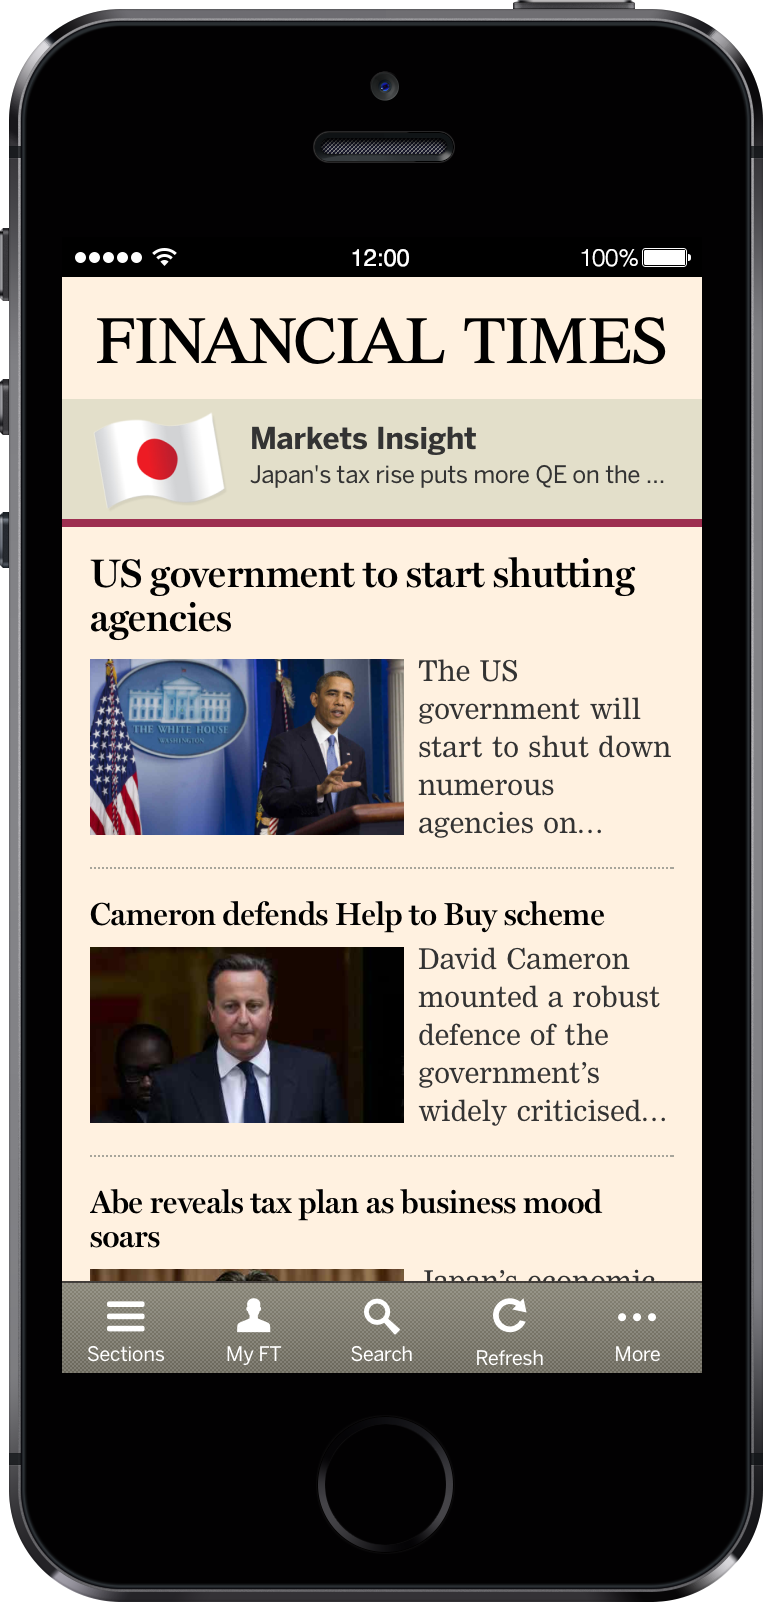 12:00
100%
FINANCIAL TIMES
Markets Insight
Japan's tax rise puts more QE on the ...
US government to start shutting
agencies
THE WHITE HOUSE
WASHINGTON
The US
government will
start to shut down
numerous
agencies on…
Cameron defends Help to Buy scheme
David Cameron
mounted a robust
defence of the
government’s
widely criticised…
Abe reveals tax plan as business mood
soars
Japan’s economic
Sections
My FT
Search
Refresh
More